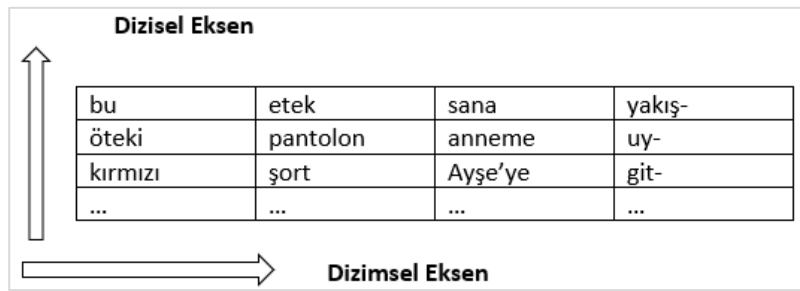 Dizisel Eksen
bu etek sana yakış-
öteki pantolon anneme uy-
kırmızı şort Ayşe’ye git-
... ... ... ...
Dizimsel Eksen